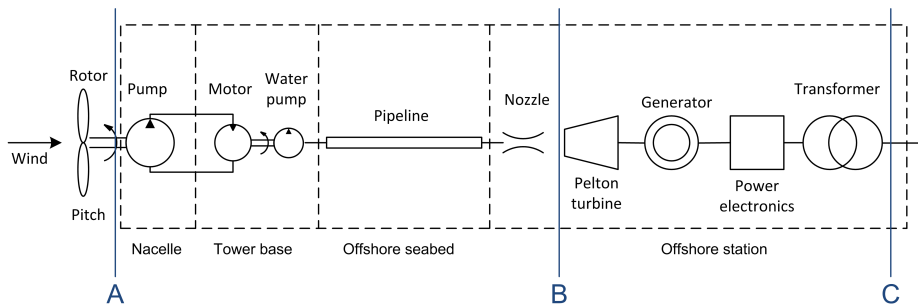 Wind
Rotor
Pitch
Pump
Motor
Water
pump
Pipeline
Nozzle
Pelton
turbine
Generator
Power
electronics
Transformer
Nacelle
Tower base
Offshore seabed
Offshore station
A
B
C